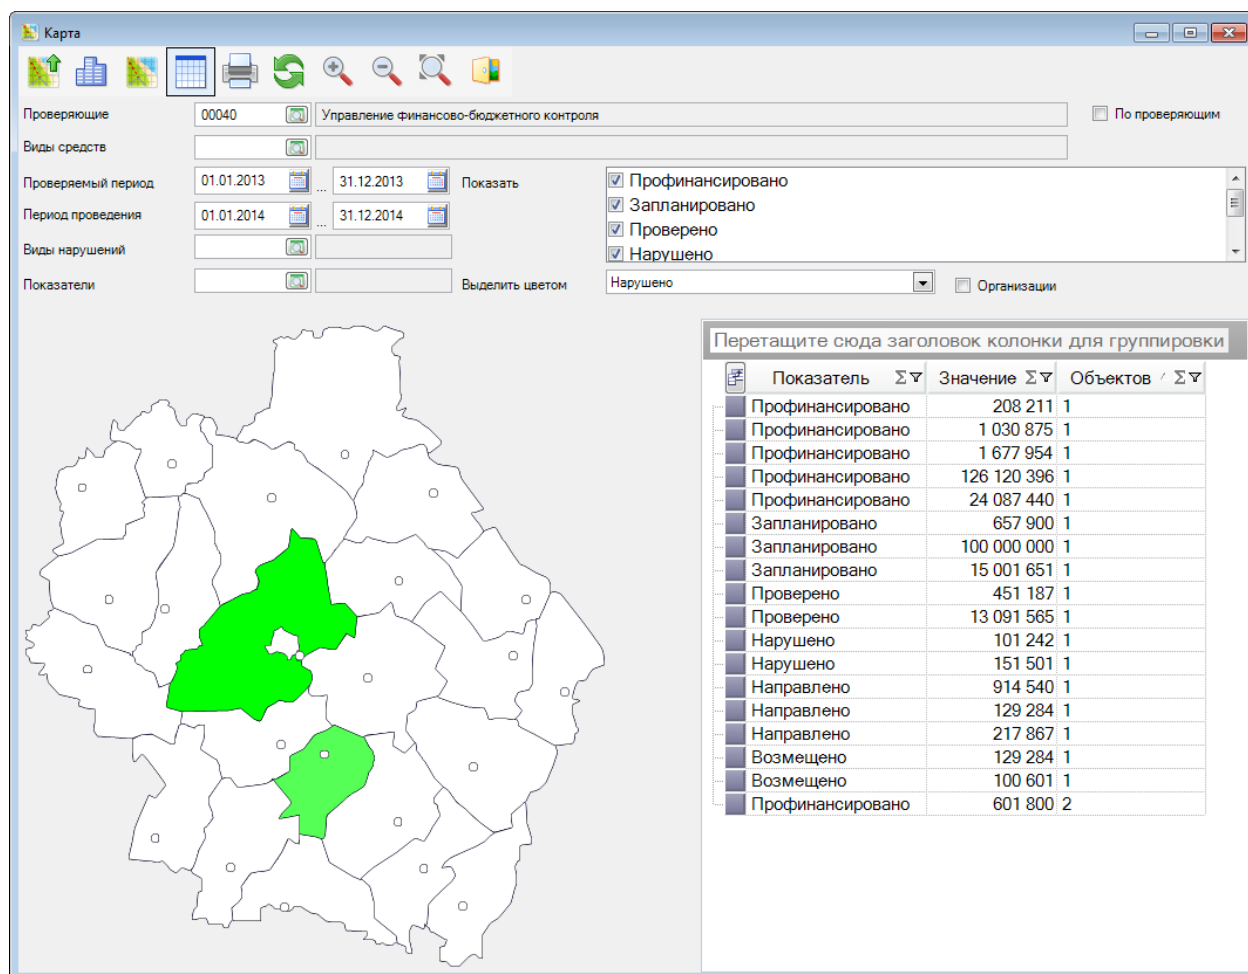 Карта
Проверяющие 00040 Управление финансово-бюджетного контроля По проверяющим
Виды средств
Проверяемый период 01.01.2013 ... 31.12.2013 Показать Профинансировано
Запланировано
Период проведения 01.01.2014 ... 31.12.2014 Проверено
Виды нарушений Нарушено
Показатели Выделить цветом Нарушено Организации
Перетащите сюда заголовок колонки для группировки
Показатель Значение Объектов
Профинансировано 208 211 1
Профинансировано 1 030 875 1
Профинансировано 1 677 954 1
Профинансировано 126 120 396 1
Профинансировано 24 087 440 1
Запланировано 657 900 1
Запланировано 100 000 000 1
Запланировано 15 001 651 1
Проверено 451 187 1
Проверено 13 091 565 1
Нарушено 101 242 1
Нарушено 151 501 1
Направлено 914 540 1
Направлено 129 284 1
Направлено 217 867 1
Возмещено 129 284 1
Возмещено 100 601 1
Профинансировано 601 800 2